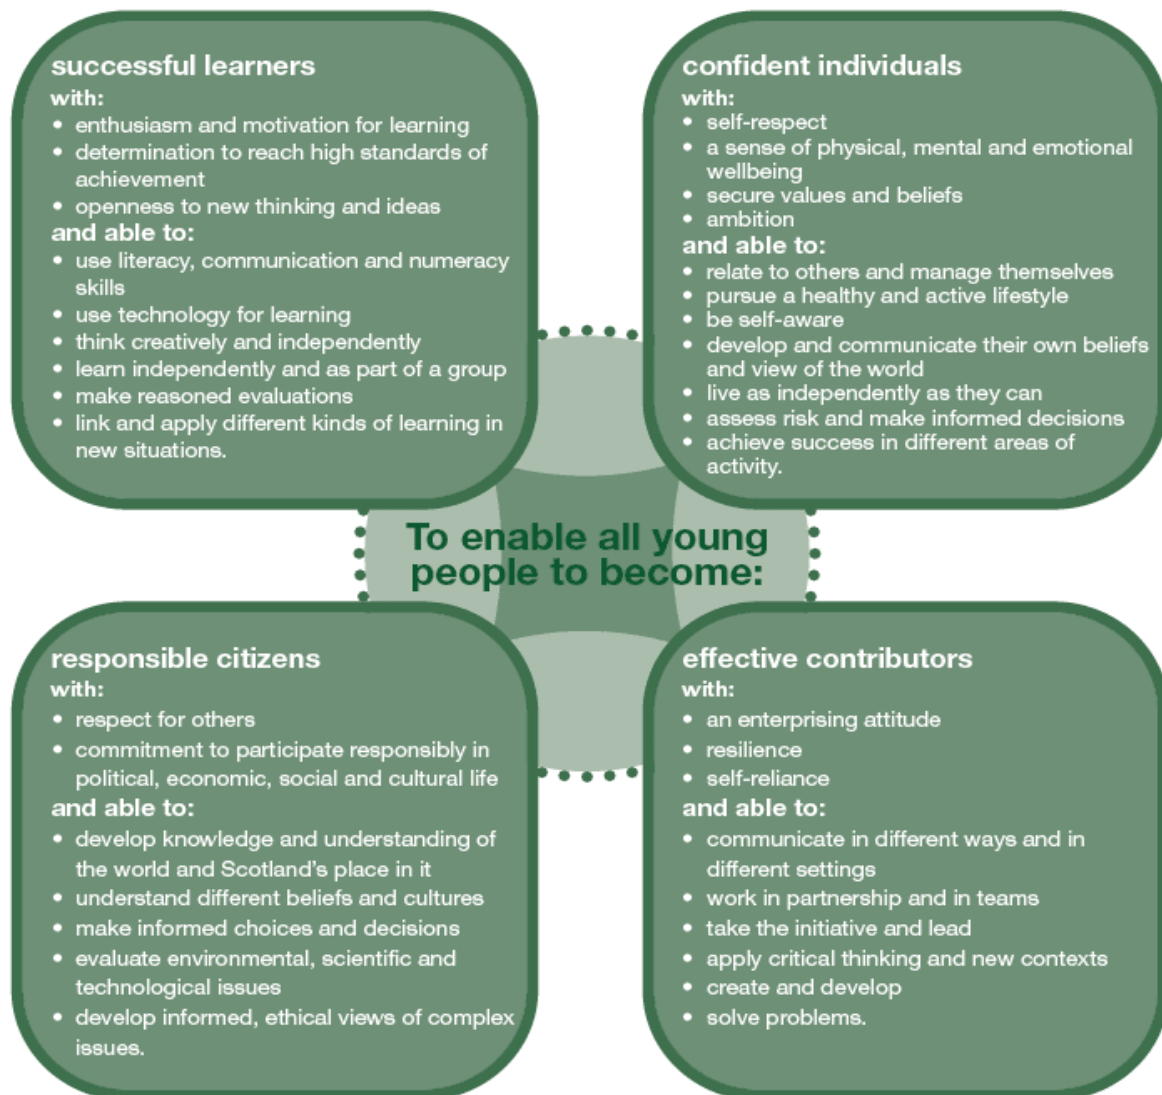 successful learners
with:
• enthusiasm and motivation for learning
• determination to reach high standards of
achievement
• openness to new thinking and ideas
and able to:
• use literacy, communication and numeracy
skills
• use technology for learning
• think creatively and independently
• learn independently and as part of a group
• make reasoned evaluations
• link and apply different kinds of learning in
new situations.
confident individuals
with:
• self-respect
• a sense of physical, mental and emotional
wellbeing
• secure values and beliefs
• ambition
and able to:
• relate to others and manage themselves
• pursue a healthy and active lifestyle
• be self-aware
• develop and communicate their own beliefs
and view of the world
• live as independently as they can
• assess risk and make informed decisions
• achieve success in different areas of
activity.
To enable all young
people to become:
responsible citizens
with:
• respect for others
• commitment to participate responsibly in
political, economic, social and cultural life
and able to:
• develop knowledge and understanding of
the world and Scotland's place in it
• understand different beliefs and cultures
• make informed choices and decisions
• evaluate environmental, scientific and
technological issues
• develop informed, ethical views of complex
issues.
effective contributors
with:
• an enterprising attitude
• resilience
• self-reliance
and able to:
• communicate in different ways and in
different settings
• work in partnership and in teams
• take the initiative and lead
• apply critical thinking and new contexts
• create and develop
• solve problems.